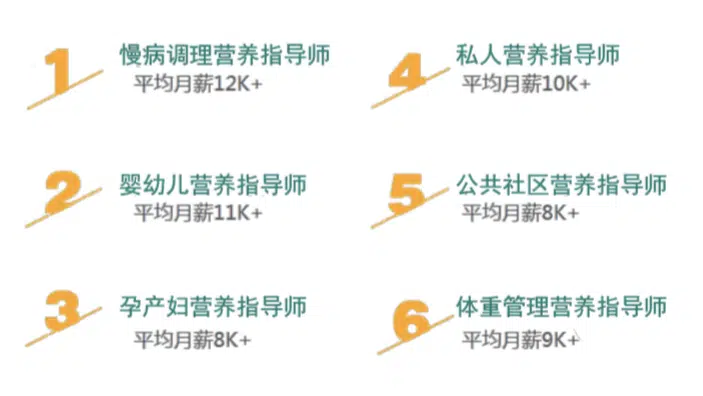 1
慢病调理营养指导师
平均月薪12K+
2
婴幼儿营养指导师
平均月薪11K+
3
孕产妇营养指导师
平均月薪8K+
4
私人营养指导师
平均月薪10K+
5
公共社区营养指导师
平均月薪8K+
6
体重管理营养指导师
平均月薪9K+